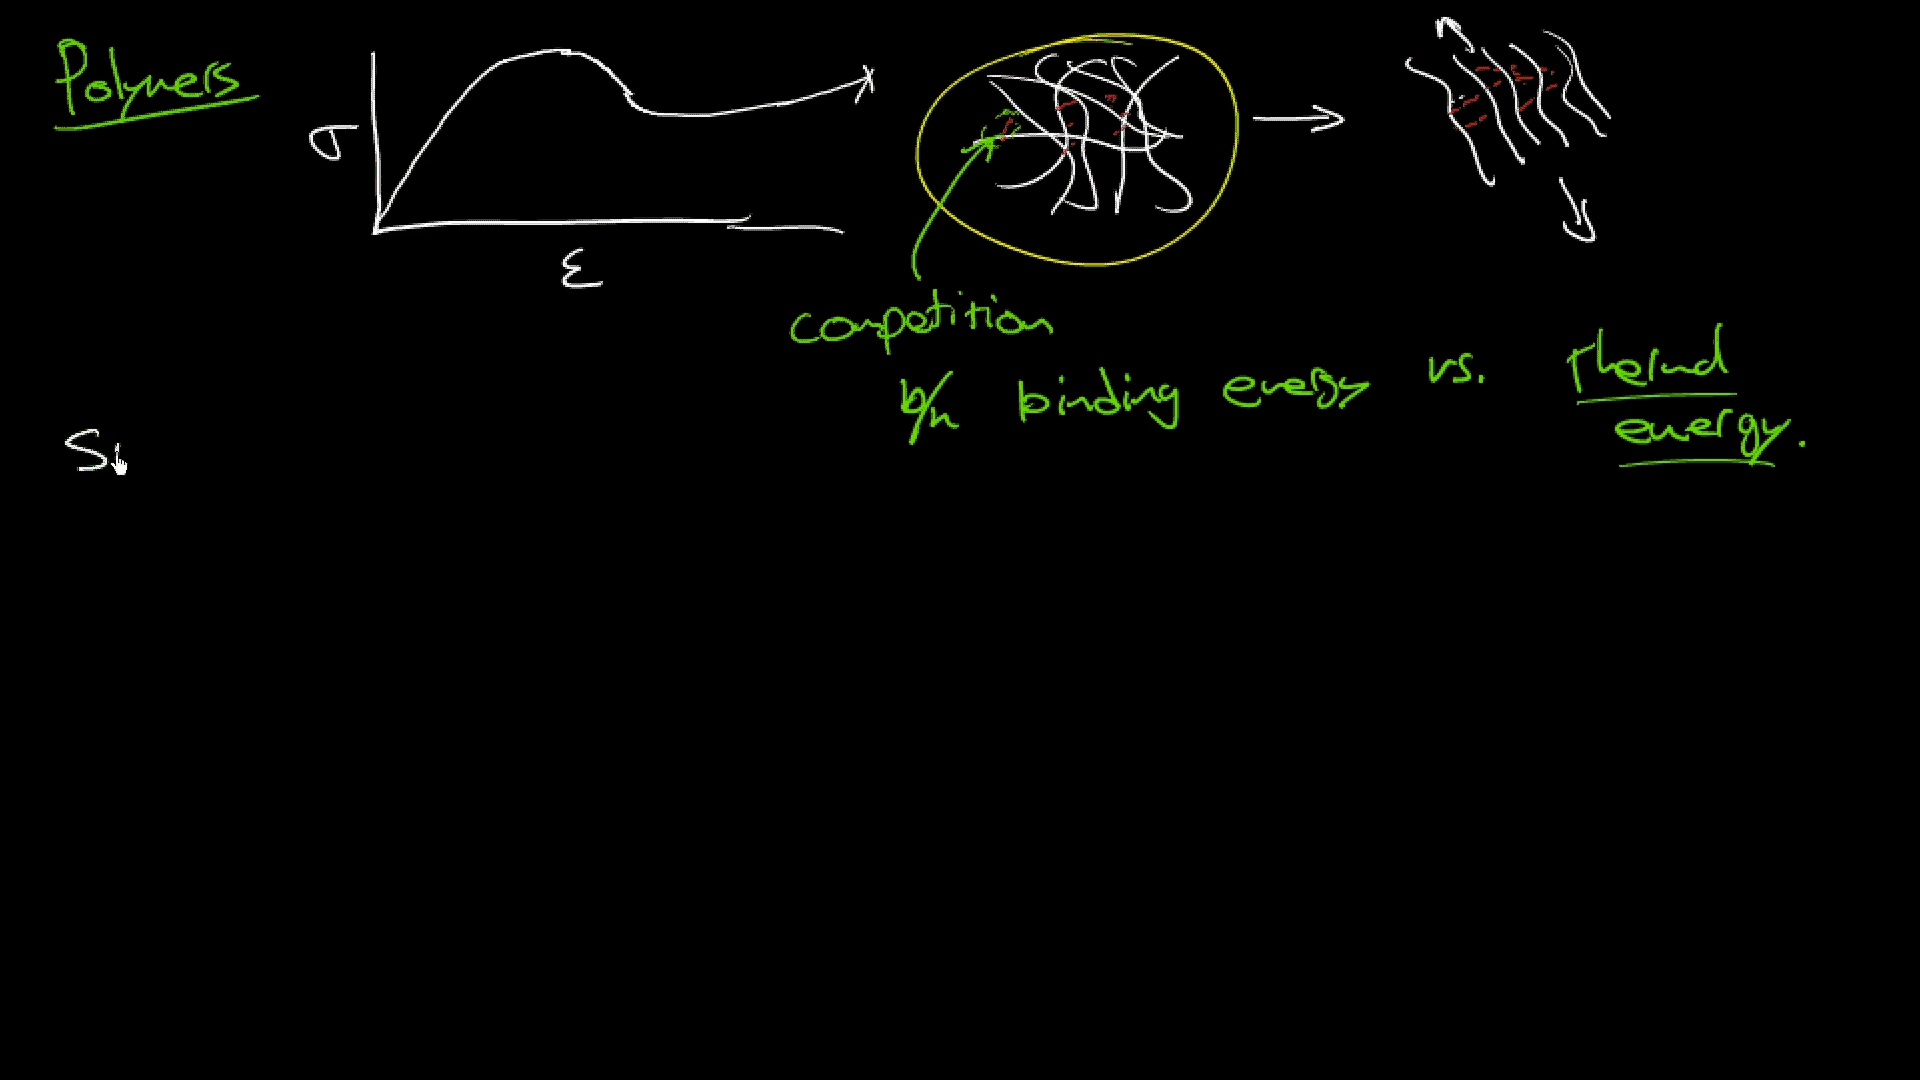 Polymers
σ
ε
competition
b/n binding energy vs. thermal
energy.
S